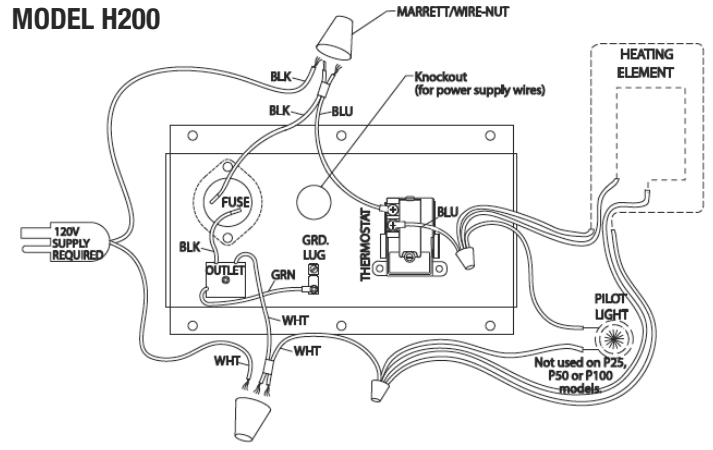 MODEL H200
MARRETT/WIRE-NUT
HEATING
ELEMENT
BLK
Knockout
(for power supply wires)
BLK
BLU
FUSE
THERMOSTAT
BLU
120V
SUPPLY
REQUIRED
BLK
GRD.
LUG
OUTLET
GRN
PILOT
LIGHT
WHT
WHT
WHT
Not used on P25,
P50 or P100
models.